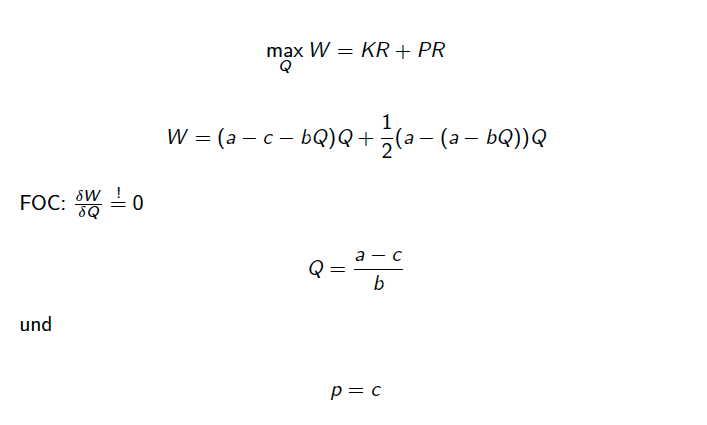 max W = KR + PR
Q
W = (a − c − bQ)Q + 1/2(a − (a − bQ))Q
FOC: δW/δQ =! 0
Q = a − c / b
und
p = c